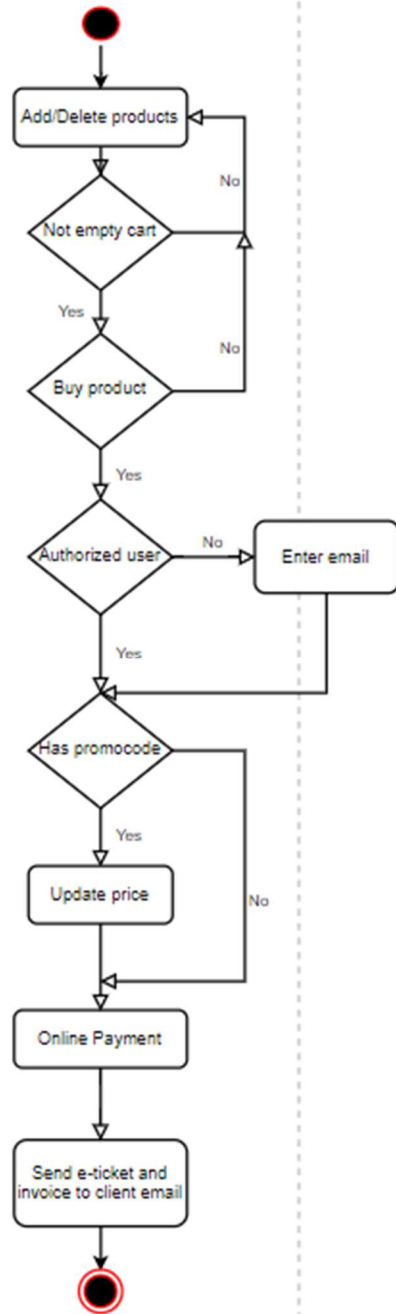 Add/Delete products
No
Not empty cart
Yes
No
Buy product
Yes
Authorized user
No
Enter email
Yes
Has promocode
Yes
Update price
No
Online Payment
Send e-ticket and
invoice to client email